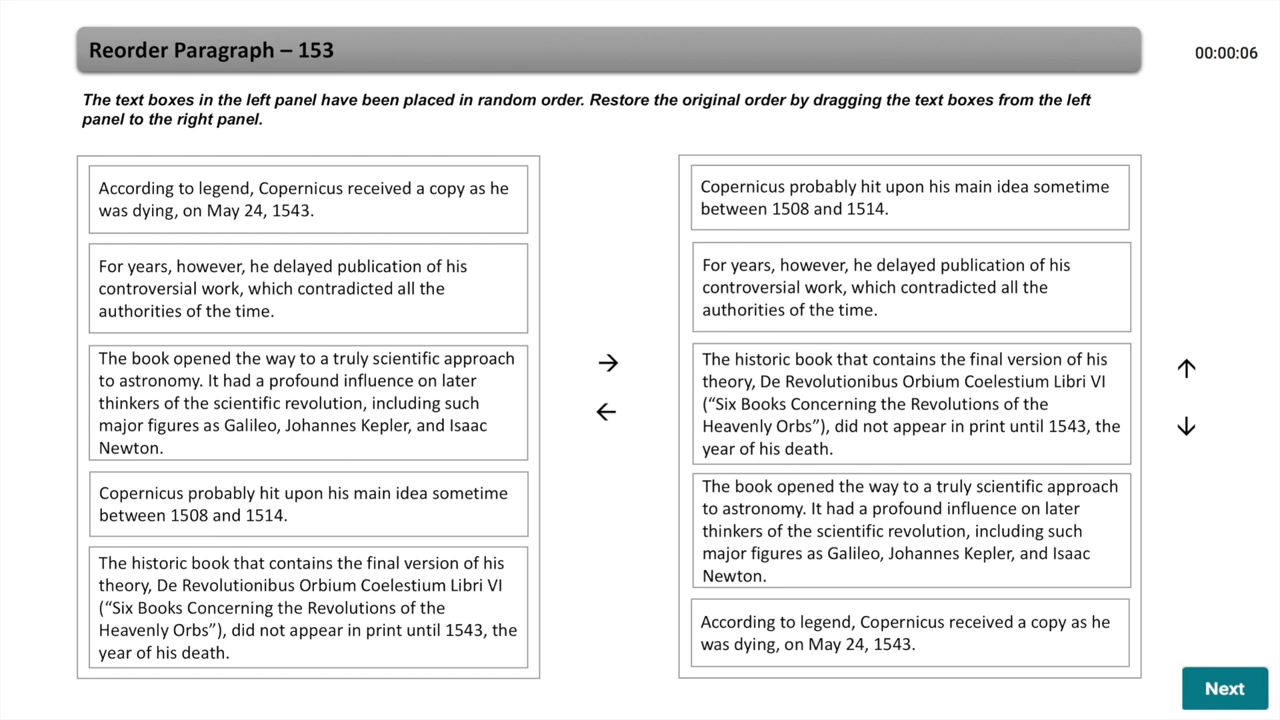 Reorder Paragraph – 153
00:00:06
The text boxes in the left panel have been placed in random order. Restore the original order by dragging the text boxes from the left
panel to the right panel.
According to legend, Copernicus received a copy as he
was dying, on May 24, 1543.
For years, however, he delayed publication of his
controversial work, which contradicted all the
authorities of the time.
The book opened the way to a truly scientific approach
to astronomy. It had a profound influence on later
thinkers of the scientific revolution, including such
major figures as Galileo, Johannes Kepler, and Isaac
Newton.
Copernicus probably hit upon his main idea sometime
between 1508 and 1514.
The historic book that contains the final version of his
theory, De Revolutionibus Orbium Coelestium Libri VI
(“Six Books Concerning the Revolutions of the
Heavenly Orbs”), did not appear in print until 1543, the
year of his death.
Copernicus probably hit upon his main idea sometime
between 1508 and 1514.
For years, however, he delayed publication of his
controversial work, which contradicted all the
authorities of the time.
The historic book that contains the final version of his
theory, De Revolutionibus Orbium Coelestium Libri VI
(“Six Books Concerning the Revolutions of the
Heavenly Orbs”), did not appear in print until 1543, the
year of his death.
The book opened the way to a truly scientific approach
to astronomy. It had a profound influence on later
thinkers of the scientific revolution, including such
major figures as Galileo, Johannes Kepler, and Isaac
Newton.
According to legend, Copernicus received a copy as he
was dying, on May 24, 1543.
Next